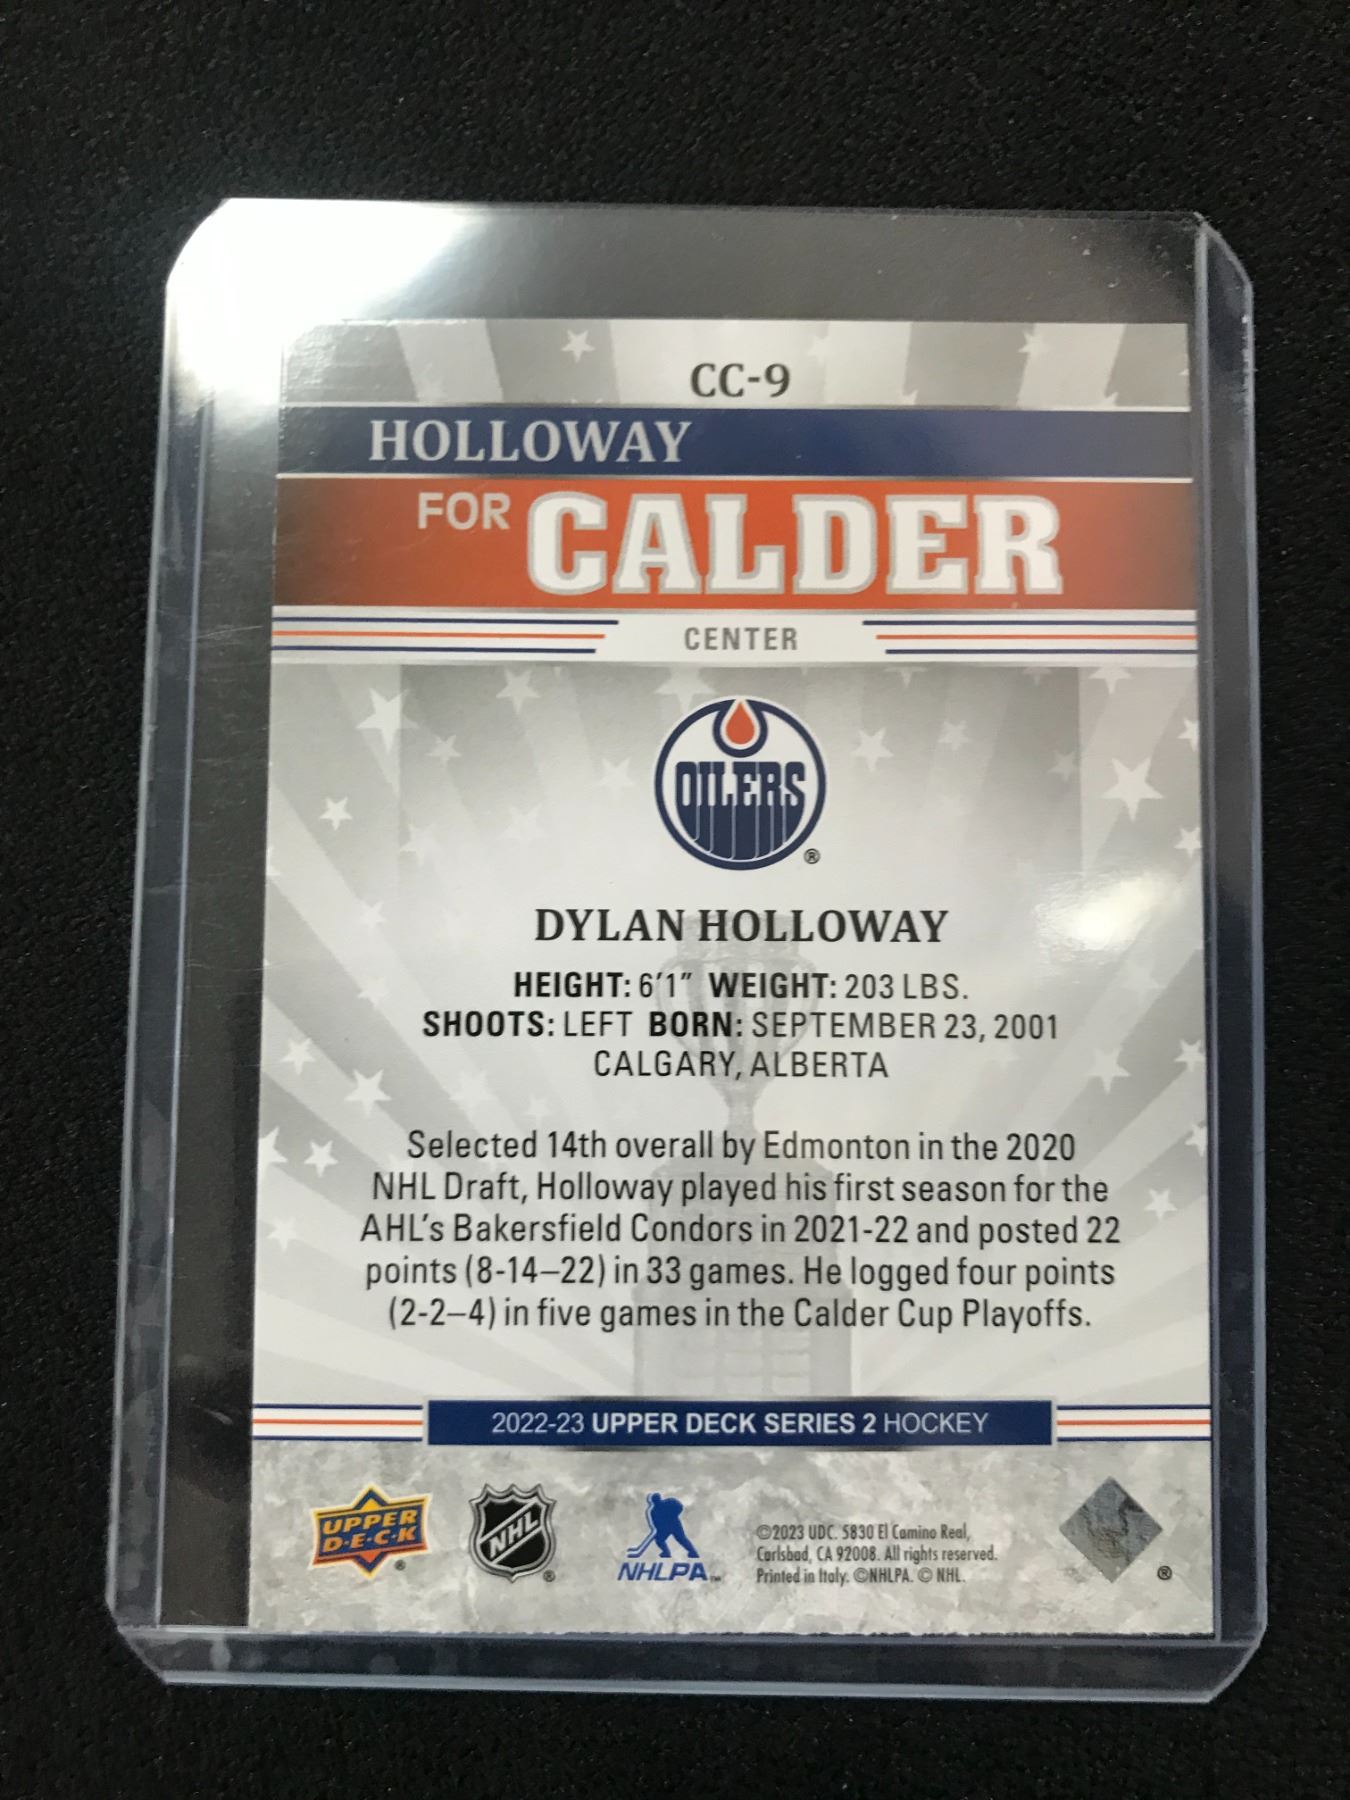 CC-9
HOLLOWAY
FOR CALDER
CENTER
OILERS
®
DYLAN HOLLOWAY
HEIGHT: 6'1" WEIGHT: 203 LBS.
SHOOTS: LEFT BORN: SEPTEMBER 23, 2001
CALGARY, ALBERTA
Selected 14th overall by Edmonton in the 2020
NHL Draft, Holloway played his first season for the
AHL's Bakersfield Condors in 2021-22 and posted 22
points (8-14–22) in 33 games. He logged four points
(2-2–4) in five games in the Calder Cup Playoffs.
2022-23 UPPER DECK SERIES 2 HOCKEY
UPPER
D·E·C·K
®
NHL
®
NHLPA™
©2023 UDC. 5830 El Camino Real,
Carlsbad, CA 92008. All rights reserved.
Printed in Italy. ©NHLPA. © NHL.
®